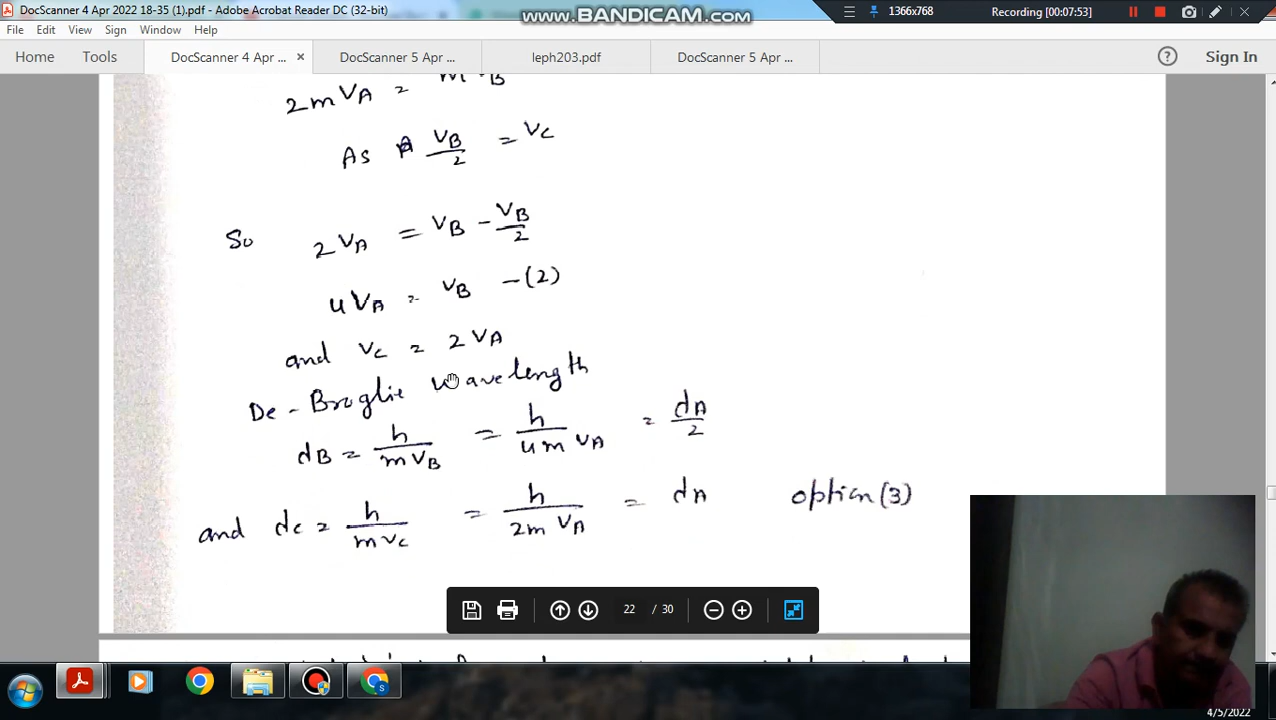 DocScanner 4 Apr 2022 18-35 (1).pdf - Adobe Acrobat Reader DC (32-bit)
www.BANDICAM.com
1366x768
Recording [00:07:53]
File Edit View Sign Window Help
Home Tools
DocScanner 4 Apr ... ×
DocScanner 5 Apr ...
leph203.pdf
DocScanner 5 Apr ...
Sign In
2mVA =
As VB/2 = VC
So 2VA = VB - VB/2
4VA = VB -(2)
and VC = 2VA
De-Broglie wavelength
dB = h/mVB = h/4mVA = dA/2
and dC = h/mVC = h/2mVA = dA option(3)
22 / 30
4/5/2022